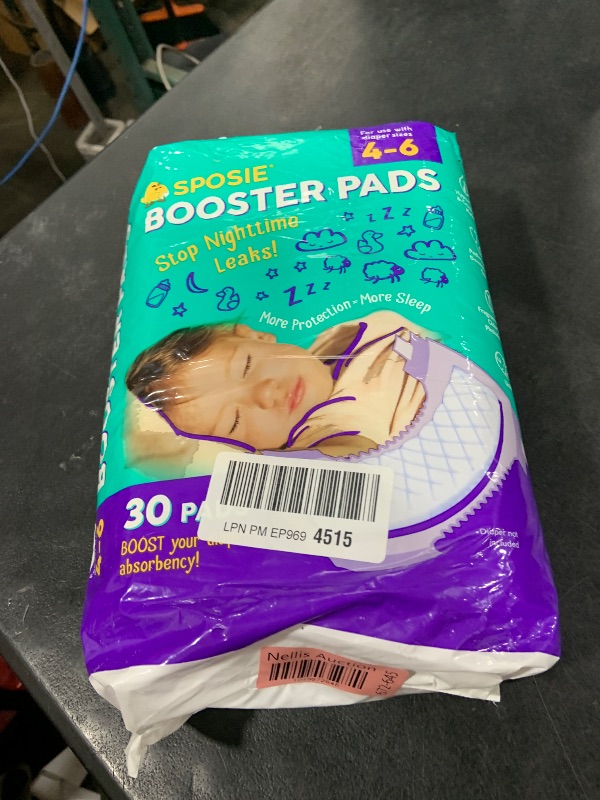 For use with
diaper sizes
4-6
SPOSIE
BOOSTER PADS
Stop Nighttime
Leaks!
z Z z Z
Z z z z
More Protection = More Sleep
30
BOOST your
absorbency!
LPN PM EP969 4515
*Diaper not
included
Nellis Auction